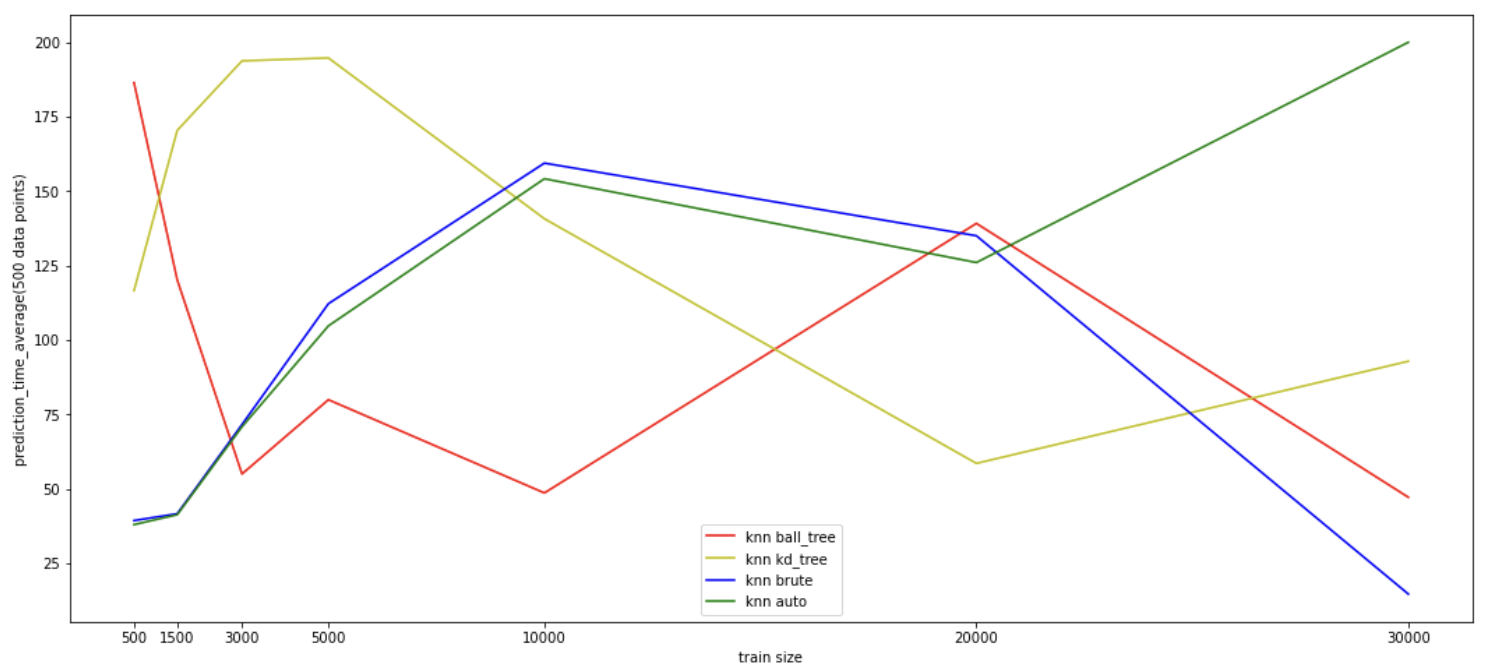 prediction_time_average(500 data points)
200
175
150
125
100
75
50
25
knn ball_tree
knn kd_tree
knn brute
knn auto
500 1500 3000 5000 10000 20000 30000
train size